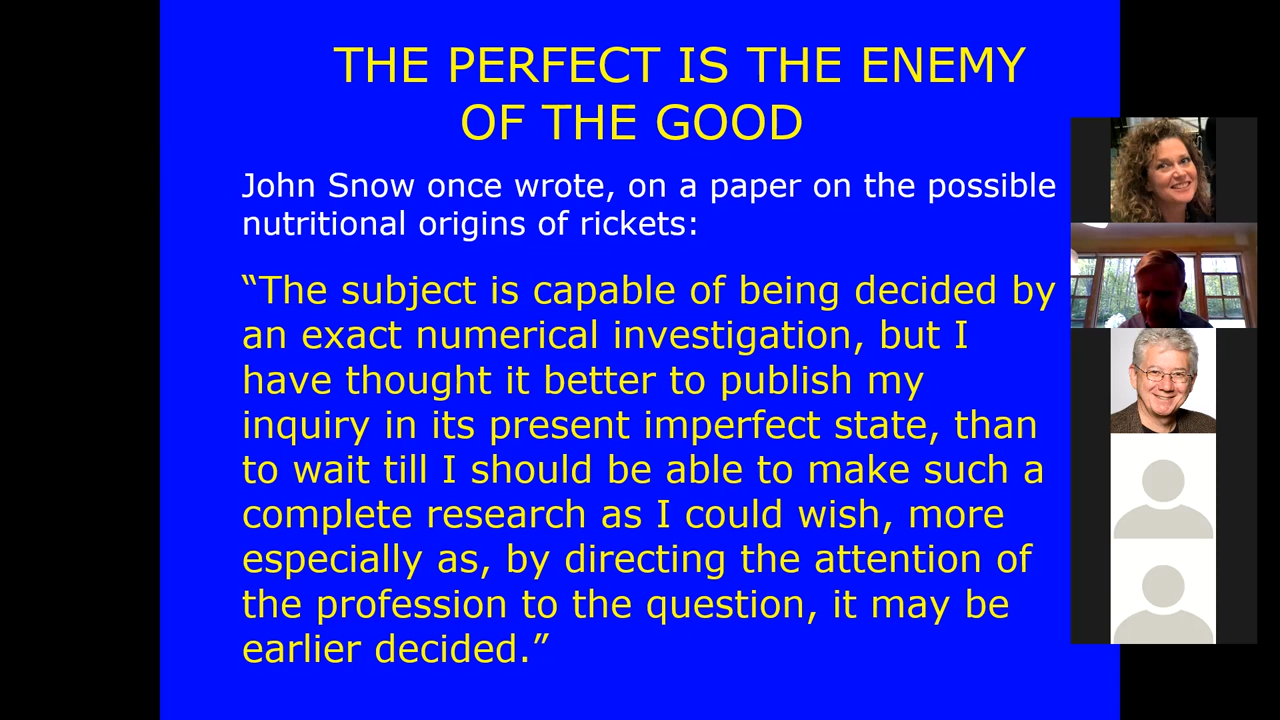 THE PERFECT IS THE ENEMY
OF THE GOOD
John Snow once wrote, on a paper on the possible
nutritional origins of rickets:
“The subject is capable of being decided by
an exact numerical investigation, but I
have thought it better to publish my
inquiry in its present imperfect state, than
to wait till I should be able to make such a
complete research as I could wish, more
especially as, by directing the attention of
the profession to the question, it may be
earlier decided.”